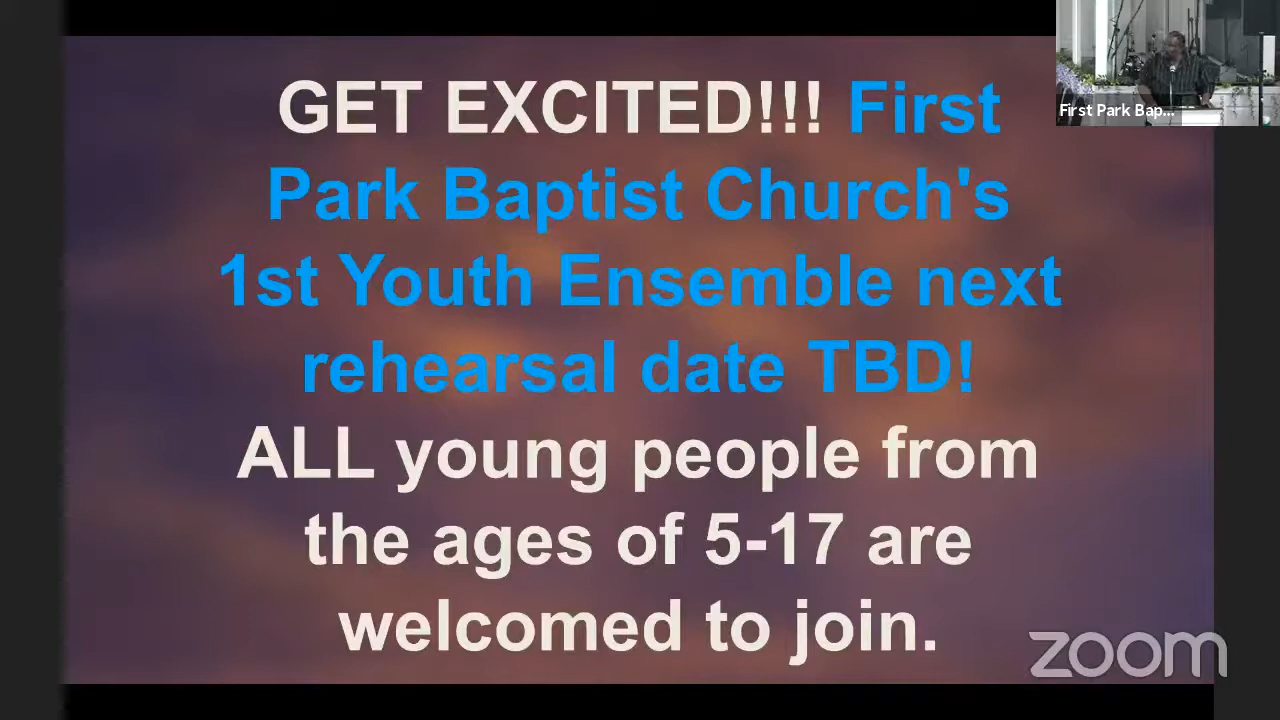 GET EXCITED!!! First
Park Baptist Church's
1st Youth Ensemble next
rehearsal date TBD!
ALL young people from
the ages of 5-17 are
welcomed to join.
First Park Bap...
zoom